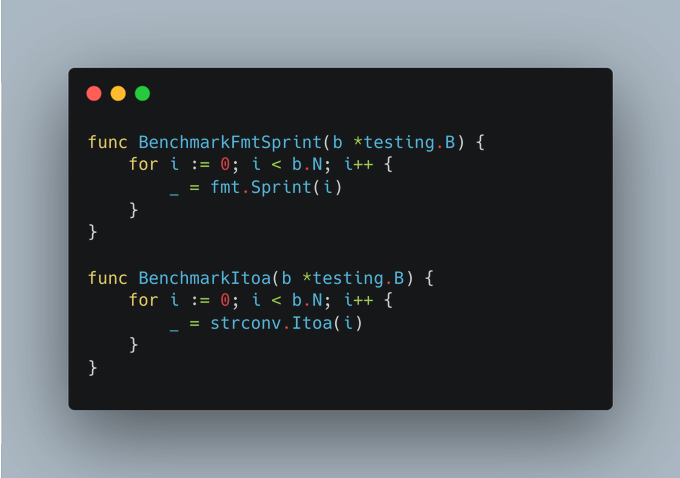 func BenchmarkFmtSprint(b *testing.B) {
    for i := 0; i < b.N; i++ {
        _ = fmt.Sprint(i)
    }
}

func BenchmarkItoa(b *testing.B) {
    for i := 0; i < b.N; i++ {
        _ = strconv.Itoa(i)
    }
}